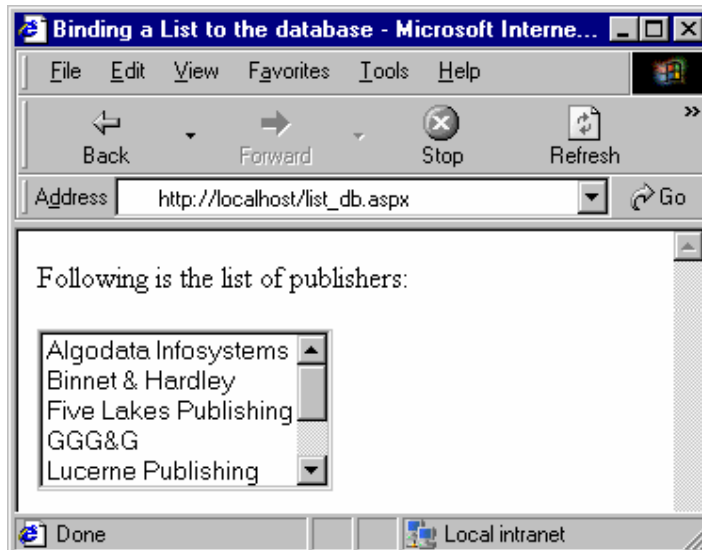 Binding a List to the database - Microsoft Interne...
File Edit View Favorites Tools Help
Back Forward Stop Refresh »
Address http://localhost/list_db.aspx Go
Following is the list of publishers:
Algodata Infosystems
Binnet & Hardley
Five Lakes Publishing
GGG&G
Lucerne Publishing
Done Local intranet